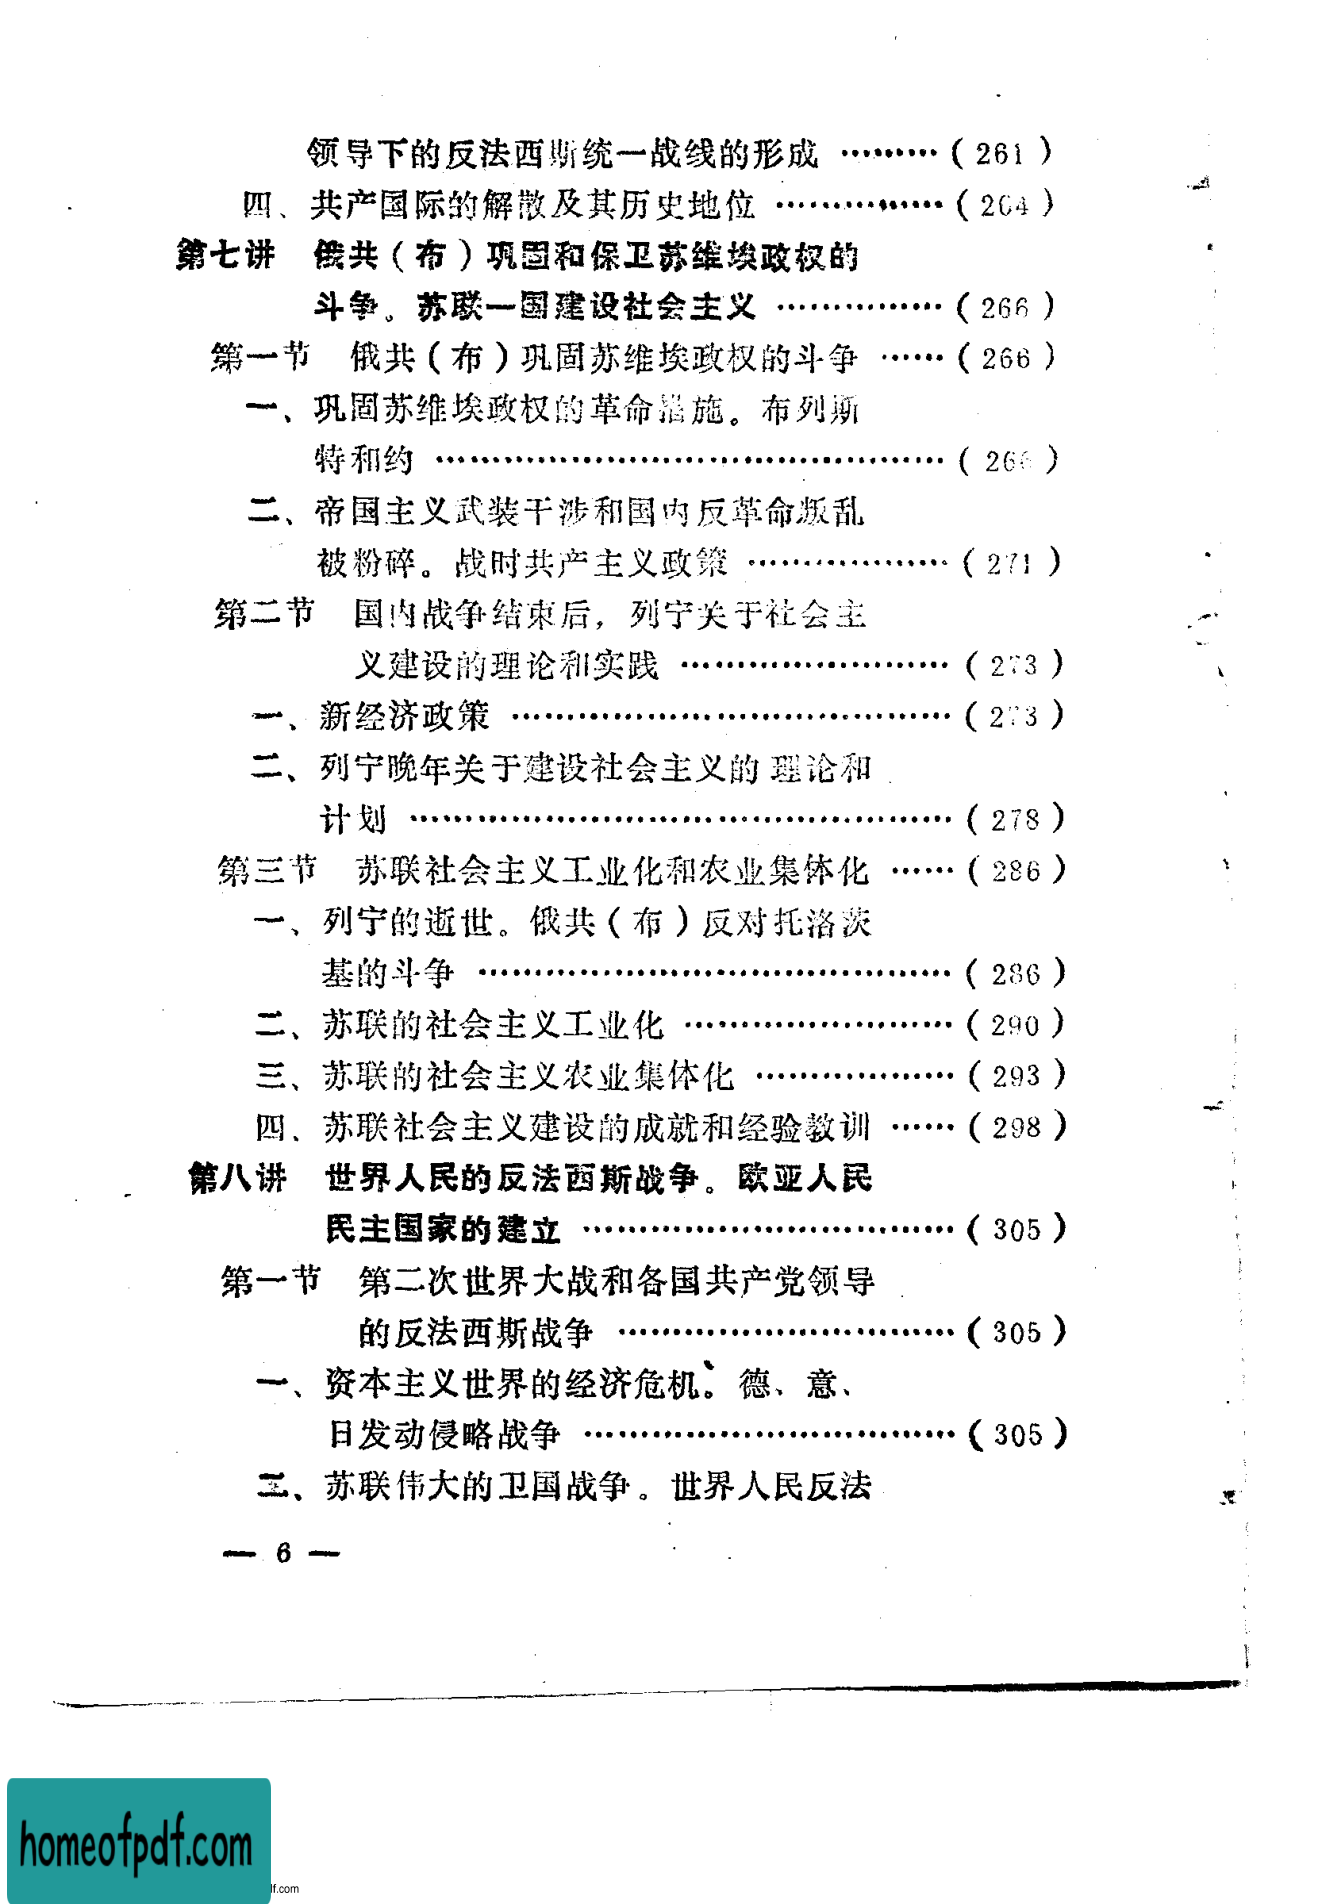 领导下的反法西斯统一战线的形成 ………(261)
四、共产国际的解散及其历史地位 ……………(264)
第七讲 俄共(布)巩固和保卫苏维埃政权的
斗争。苏联一国建设社会主义 ……………(266)
第一节 俄共(布)巩固苏维埃政权的斗争 ……(266)
一、巩固苏维埃政权的革命措施。布列斯
特和约 ………………………………………(266)
二、帝国主义武装干涉和国内反革命叛乱
被粉碎。战时共产主义政策 ………………(271)
第二节 国内战争结束后，列宁关于社会主
义建设的理论和实践 ……………………(273)
一、新经济政策 …………………………………(273)
二、列宁晚年关于建设社会主义的理论和
计划 …………………………………………(278)
第三节 苏联社会主义工业化和农业集体化 ……(286)
一、列宁的逝世。俄共(布)反对托洛茨
基的斗争 ……………………………………(286)
二、苏联的社会主义工业化 ……………………(290)
三、苏联的社会主义农业集体化 ………………(293)
四、苏联社会主义建设的成就和经验教训 ……(298)
第八讲 世界人民的反法西斯战争。欧亚人民
民主国家的建立 ……………………………(305)
第一节 第二次世界大战和各国共产党领导
的反法西斯战争 …………………………(305)
一、资本主义世界的经济危机。德、意、
日发动侵略战争 ……………………………(305)
二、苏联伟大的卫国战争。世界人民反法
— 6 —
homeofpdf.com
lf.com